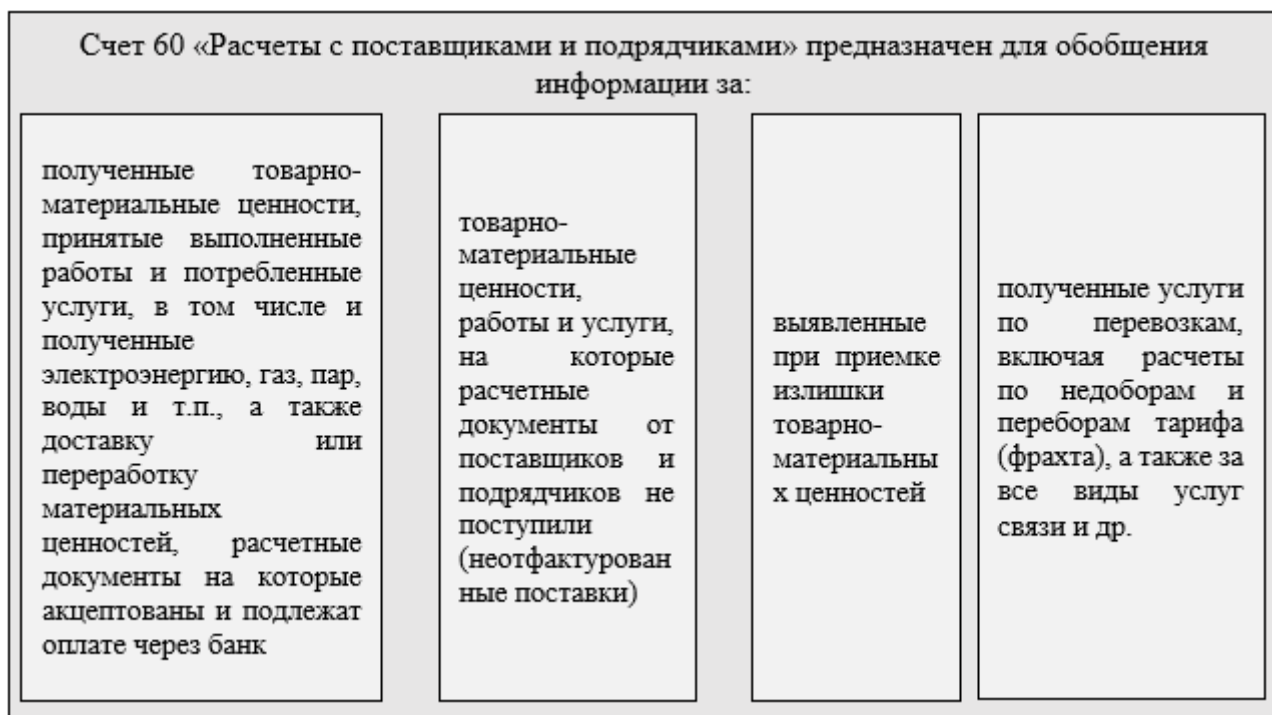 Счет 60 «Расчеты с поставщиками и подрядчиками» предназначен для обобщения
информации за:
полученные товарно-
материальные ценности,
принятые выполненные
работы и потребленные
услуги, в том числе и
полученные
электроэнергию, газ, пар,
воды и т.п., а также
доставку или
переработку
материальных
ценностей, расчетные
документы на которые
акцептованы и подлежат
оплате через банк
товарно-
материальные
ценности,
работы и услуги,
на которые
расчетные
документы от
поставщиков и
подрядчиков не
поступили
(неотфактурован
ные поставки)
выявленные
при приемке
излишки
товарно-
материальны
х ценностей
полученные услуги
по перевозкам,
включая расчеты
по недоборам и
переборам тарифа
(фрахта), а также за
все виды услуг
связи и др.